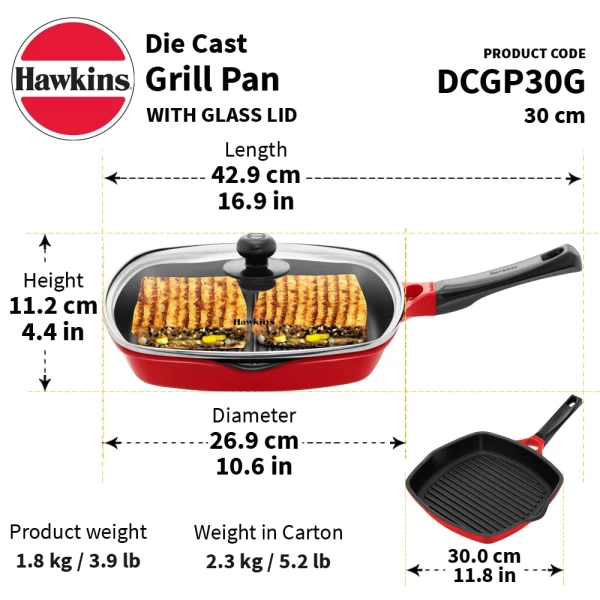 Hawkins
Die Cast
Grill Pan
WITH GLASS LID
PRODUCT CODE
DCGP30G
30 cm
Length
42.9 cm
16.9 in
Height
11.2 cm
4.4 in
Hawkins
Hawkins
Diameter
26.9 cm
10.6 in
Product weight
1.8 kg / 3.9 lb
Weight in Carton
2.3 kg / 5.2 lb
30.0 cm
11.8 in